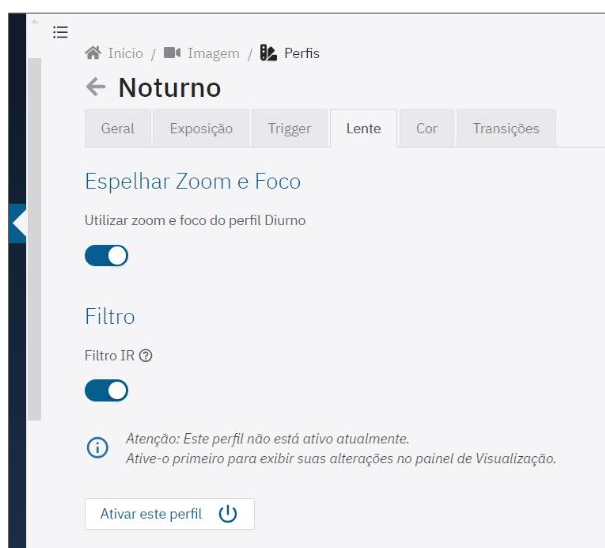 Início / Imagem / Perfis
Noturno
Geral Exposição Trigger Lente Cor Transições
Espelhar Zoom e Foco
Utilizar zoom e foco do perfil Diurno
Filtro
Filtro IR
Atenção: Este perfil não está ativo atualmente.
Ative-o primeiro para exibir suas alterações no painel de Visualização.
Ativar este perfil